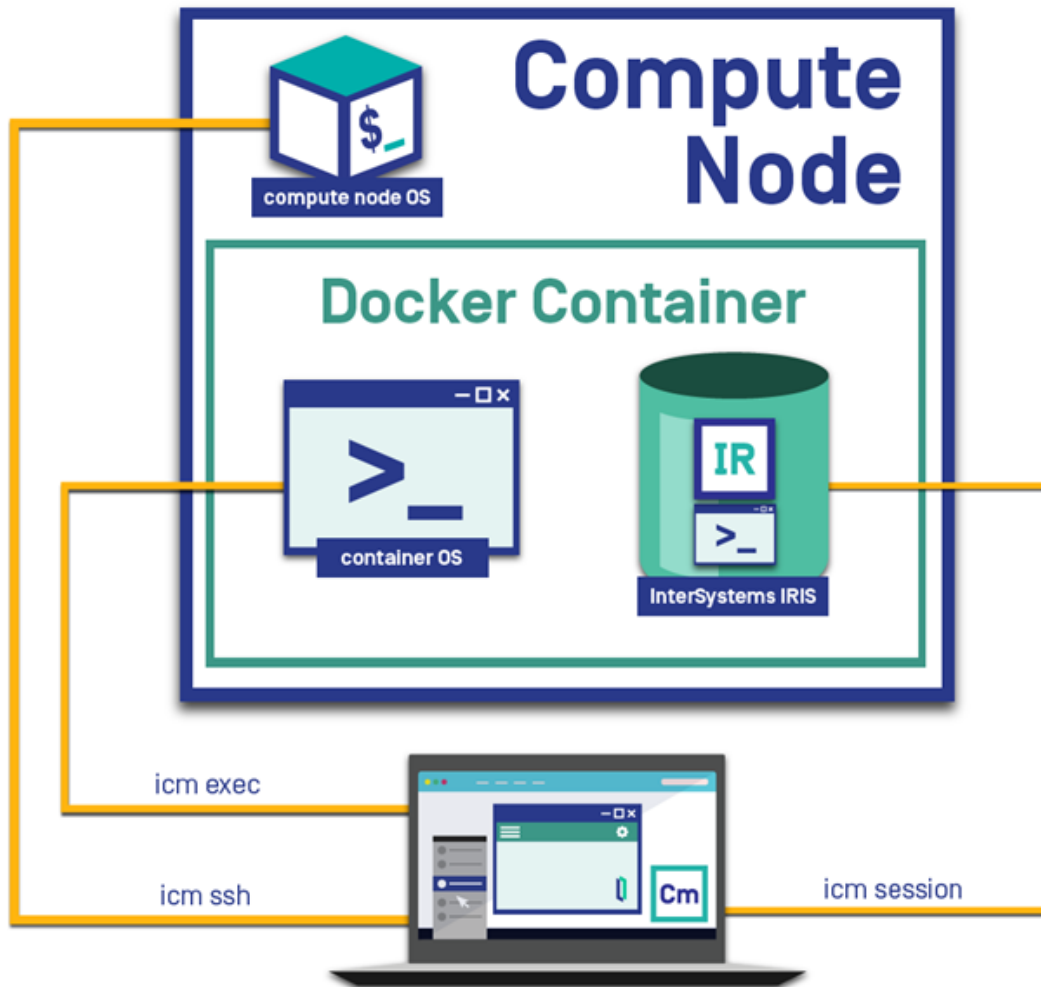 Compute
Node
$_
compute node OS
Docker Container
>_
container OS
IR
>_
InterSystems IRIS
icm exec
icm ssh
Cm
icm session